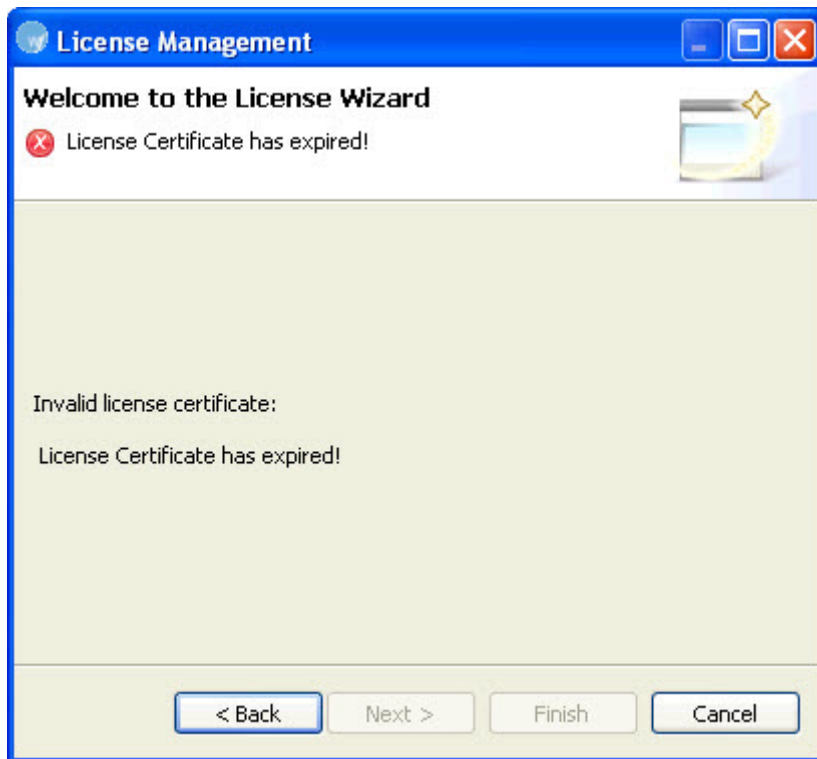 License Management
Welcome to the License Wizard
License Certificate has expired!
Invalid license certificate:
License Certificate has expired!
< Back Next > Finish Cancel